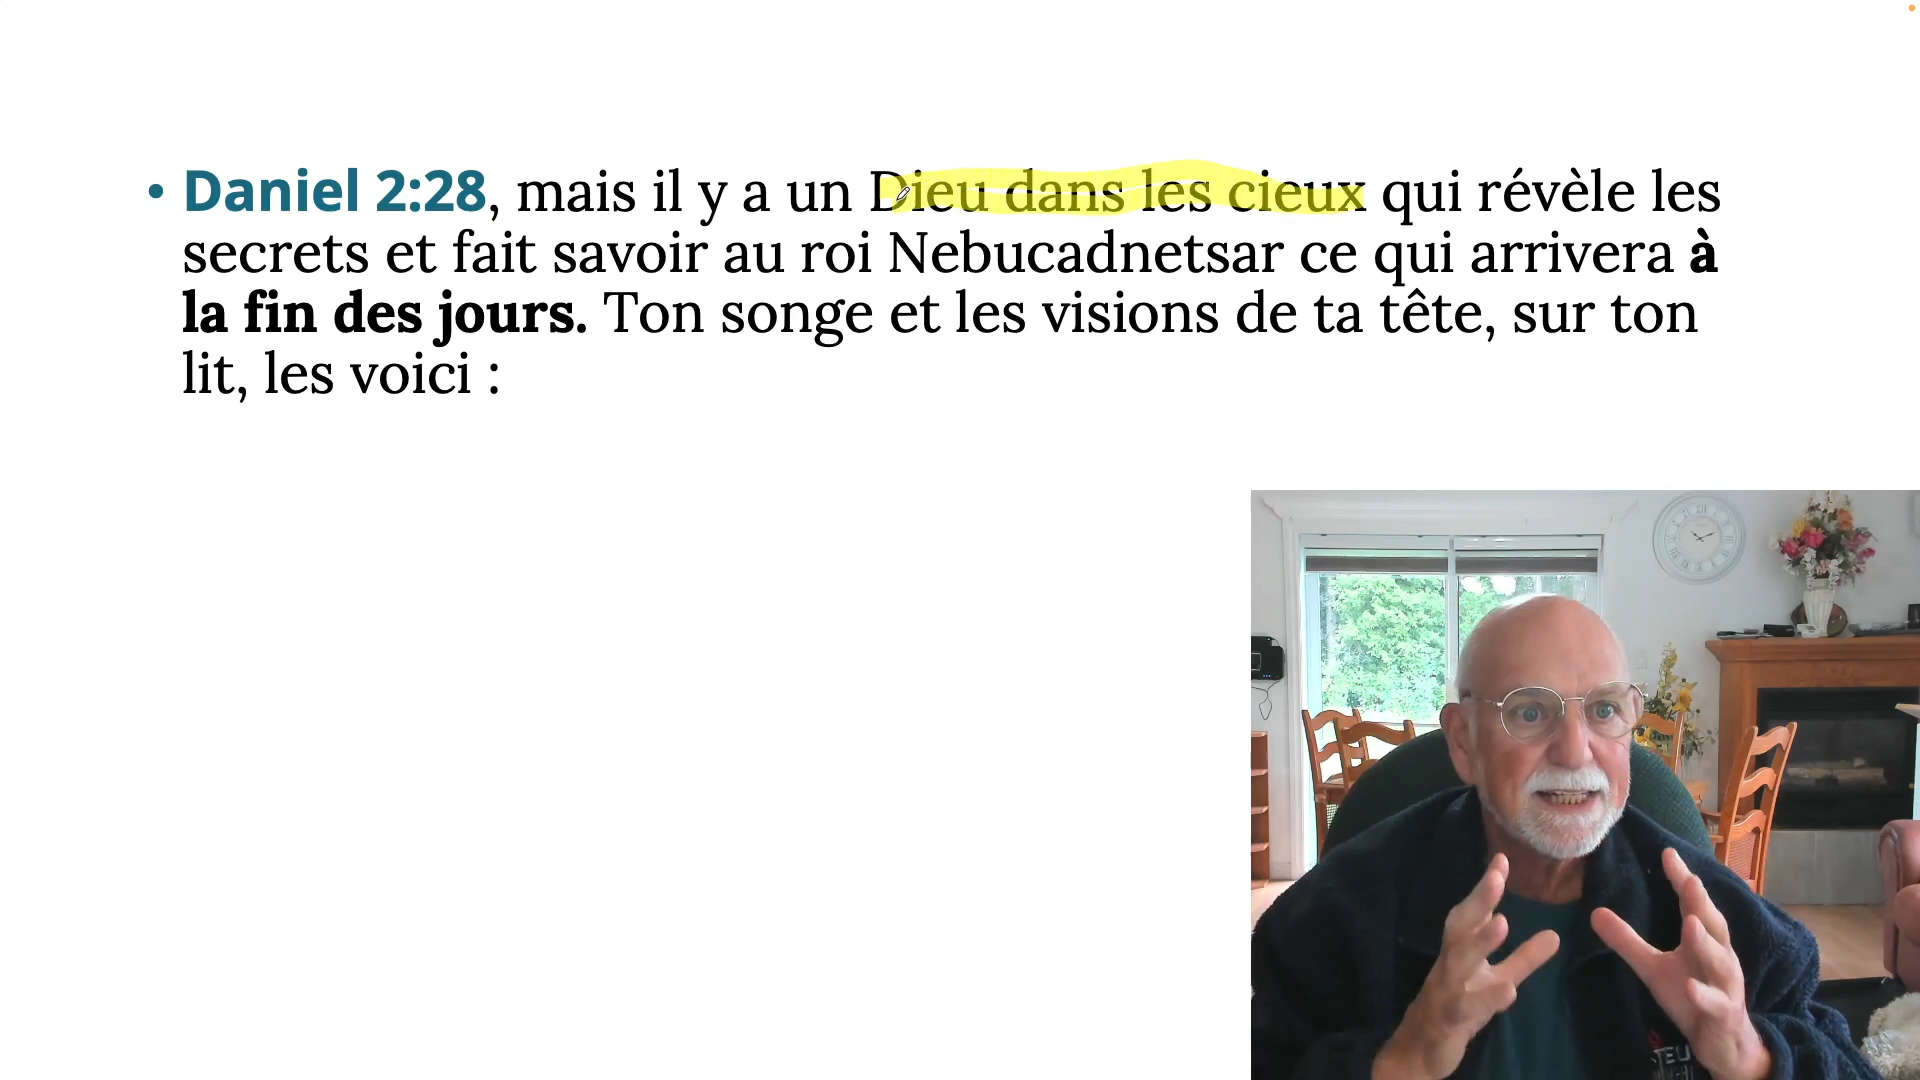 • Daniel 2:28, mais il y a un Dieu dans les cieux qui révèle les
secrets et fait savoir au roi Nebucadnetsar ce qui arrivera à
la fin des jours. Ton songe et les visions de ta tête, sur ton
lit, les voici :